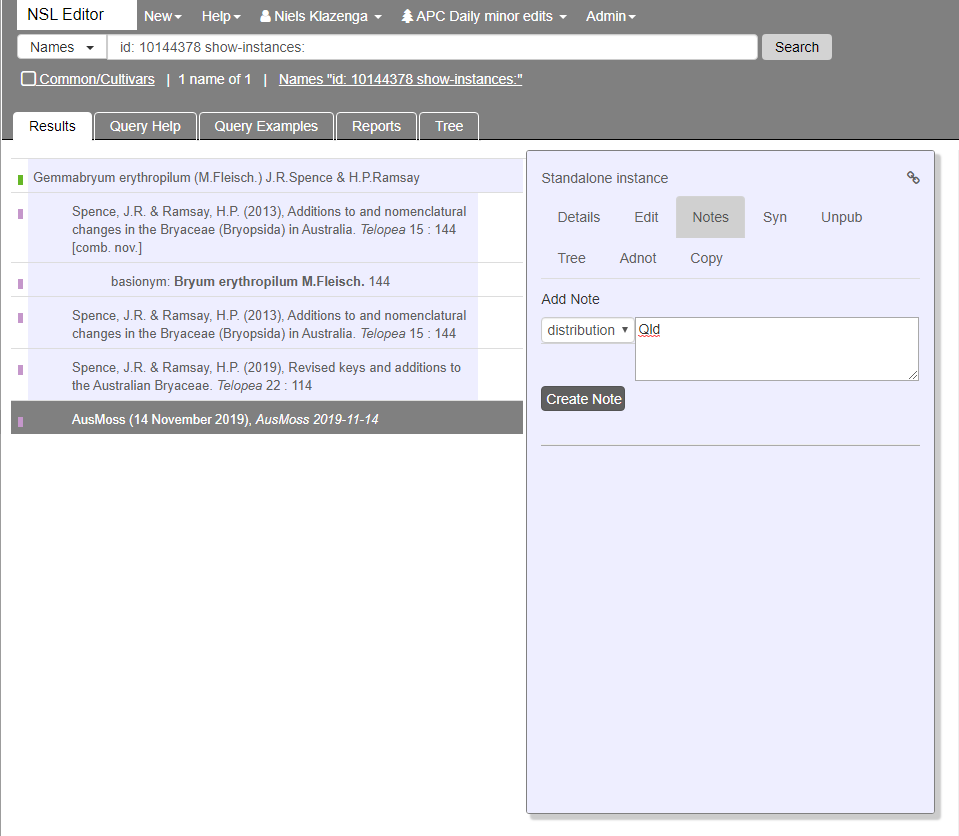 NSL Editor New Help Niels Klazenga APC Daily minor edits Admin
Names id: 10144378 show-instances: Search
Common/Cultivars | 1 name of 1 | Names "id: 10144378 show-instances:"
Results Query Help Query Examples Reports Tree
Gemmabryum erythropilum (M.Fleisch.) J.R.Spence & H.P.Ramsay
Spence, J.R. & Ramsay, H.P. (2013), Additions to and nomenclatural
changes in the Bryaceae (Bryopsida) in Australia. Telopea 15 : 144
[comb. nov.]
basionym: Bryum erythropilum M.Fleisch. 144
Spence, J.R. & Ramsay, H.P. (2013), Additions to and nomenclatural
changes in the Bryaceae (Bryopsida) in Australia. Telopea 15 : 144
Spence, J.R. & Ramsay, H.P. (2019), Revised keys and additions to
the Australian Bryaceae. Telopea 22 : 114
AusMoss (14 November 2019), AusMoss 2019-11-14
Standalone instance
Details Edit Notes Syn Unpub
Tree Adnot Copy
Add Note
distribution Qld
Create Note